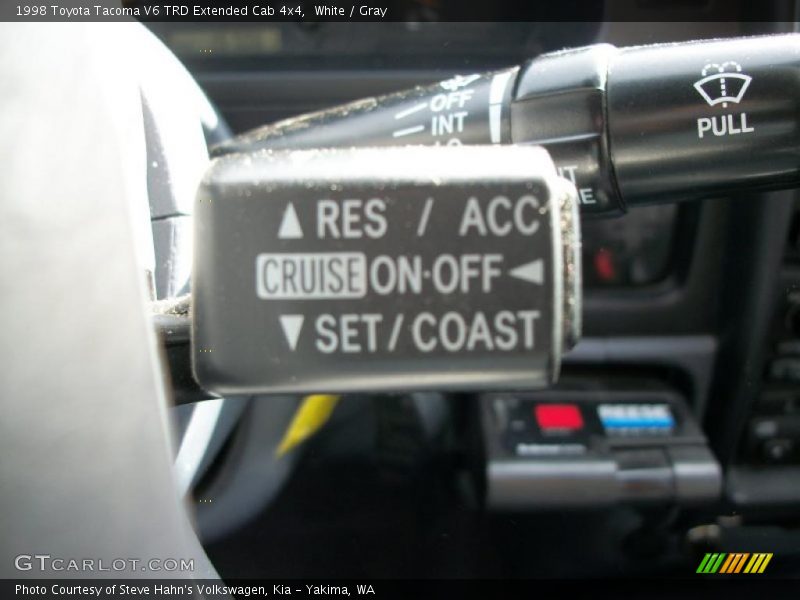 1998 Toyota Tacoma V6 TRD Extended Cab 4x4, White / Gray
OFF
INT
PULL
▲ RES / ACC
CRUISE ON·OFF ◄
▼ SET/COAST
REESE
GTCARLOT.COM
Photo Courtesy of Steve Hahn's Volkswagen, Kia - Yakima, WA